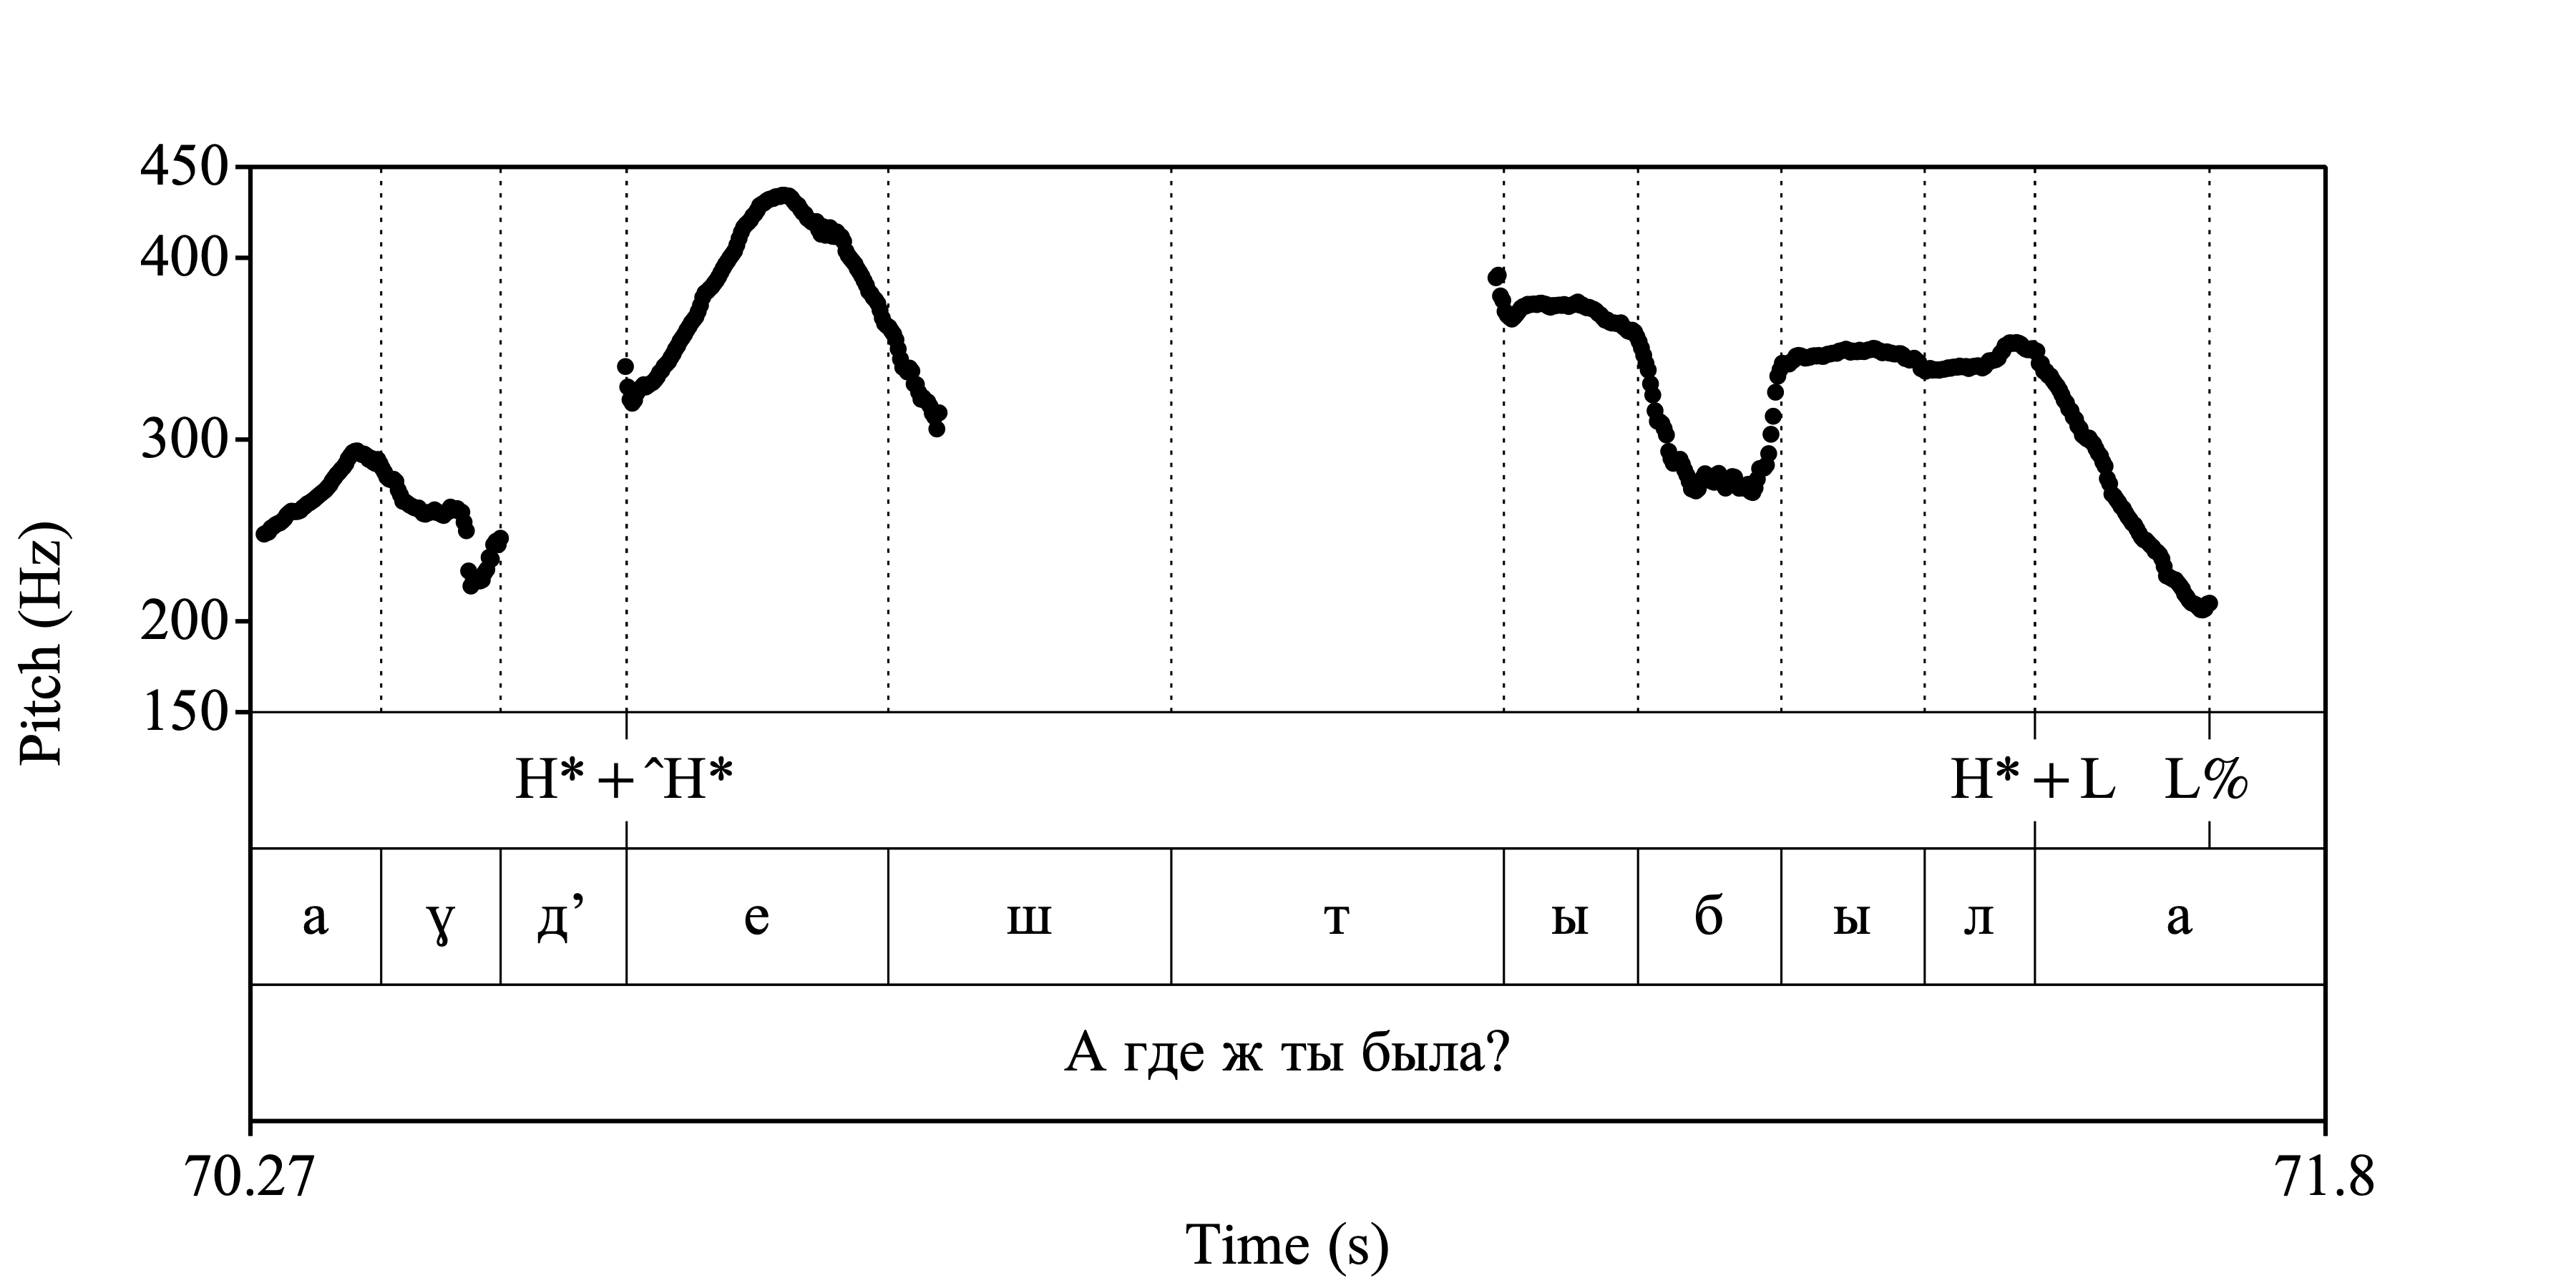 450
400
300
200
150
Pitch (Hz)
H* + ^H* H* + L L%
а ɣ д’ е ш т ы б ы л а
А где ж ты была?
70.27 71.8
Time (s)